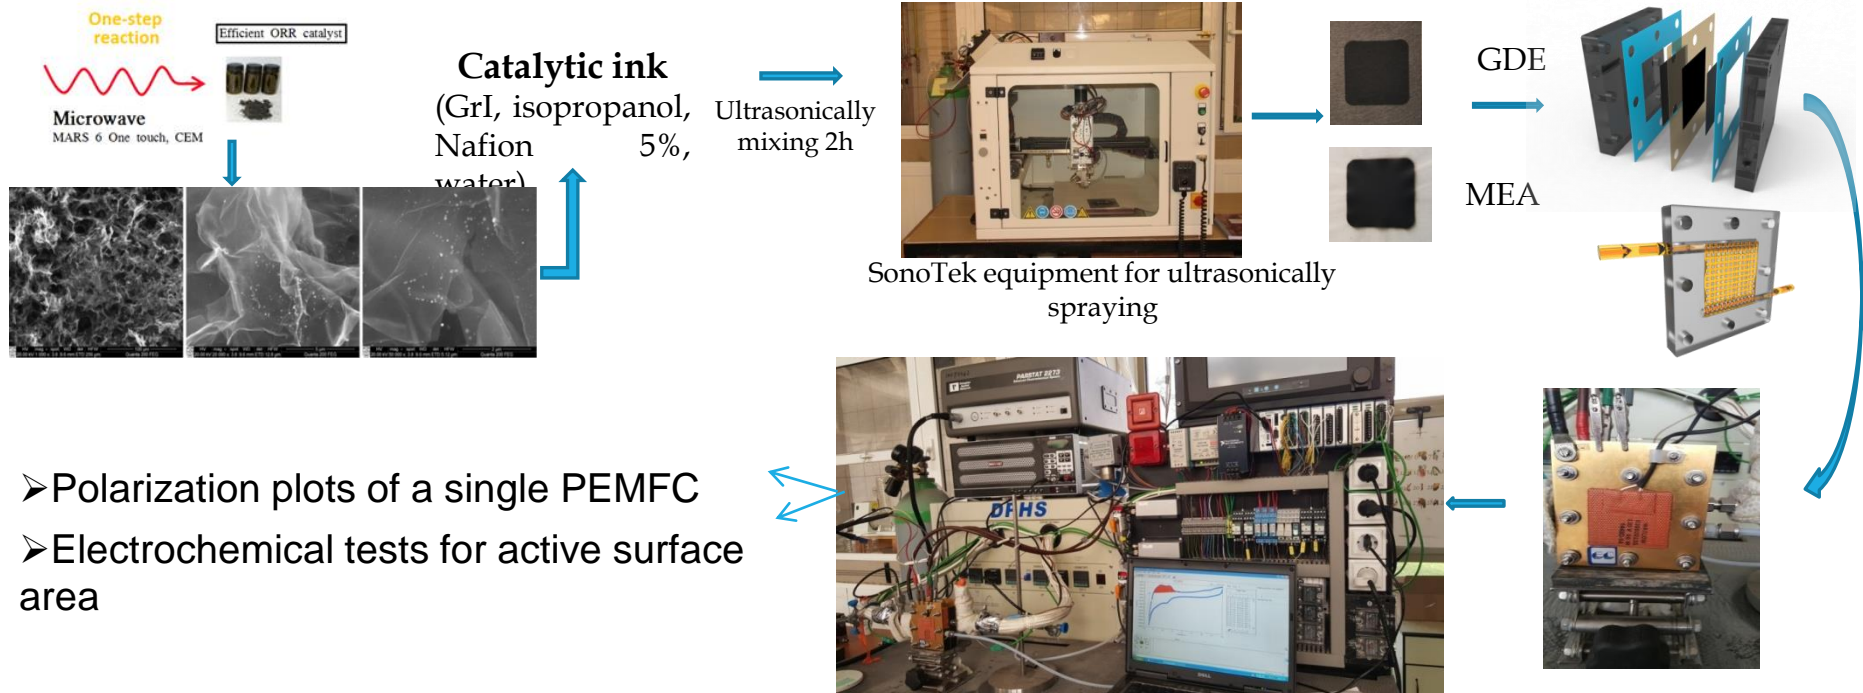 One-step
reaction
Efficient ORR catalyst
Microwave
MARS 6 One touch, CEM
Catalytic ink
(GrI, isopropanol,
Nafion 5%,
water)
Ultrasonically
mixing 2h
SonoTek equipment for ultrasonically
spraying
GDE
MEA
PARSTAT 2273
DPHS
DELL
➢Polarization plots of a single PEMFC
➢Electrochemical tests for active surface
area